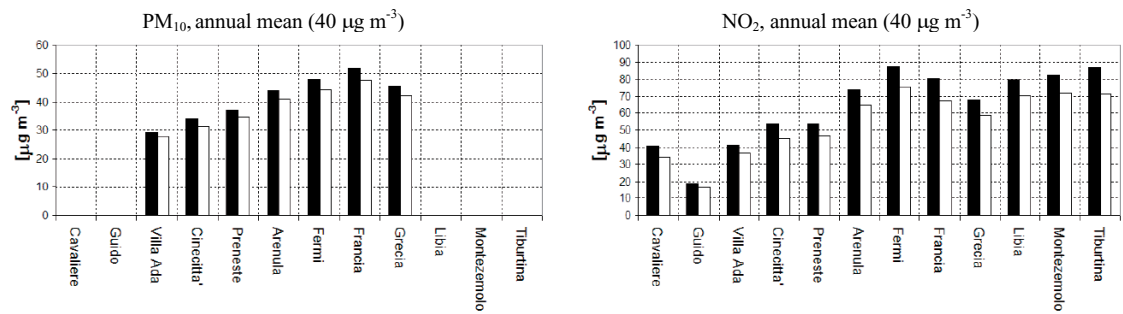 PM₁₀, annual mean (40 μg m⁻³)
60
50
40
30
20
10
0
[µg m-³]
Cavaliere
Guido
Villa Ada
Cinecitta'
Preneste
Arenula
Fermi
Francia
Grecia
Libia
Montezemolo
Tiburtina
NO₂, annual mean (40 μg m⁻³)
100
90
80
70
60
50
40
30
20
10
0
[µg m-³]
Cavaliere
Guido
Villa Ada
Cinecitta'
Preneste
Arenula
Fermi
Francia
Grecia
Libia
Montezemolo
Tiburtina